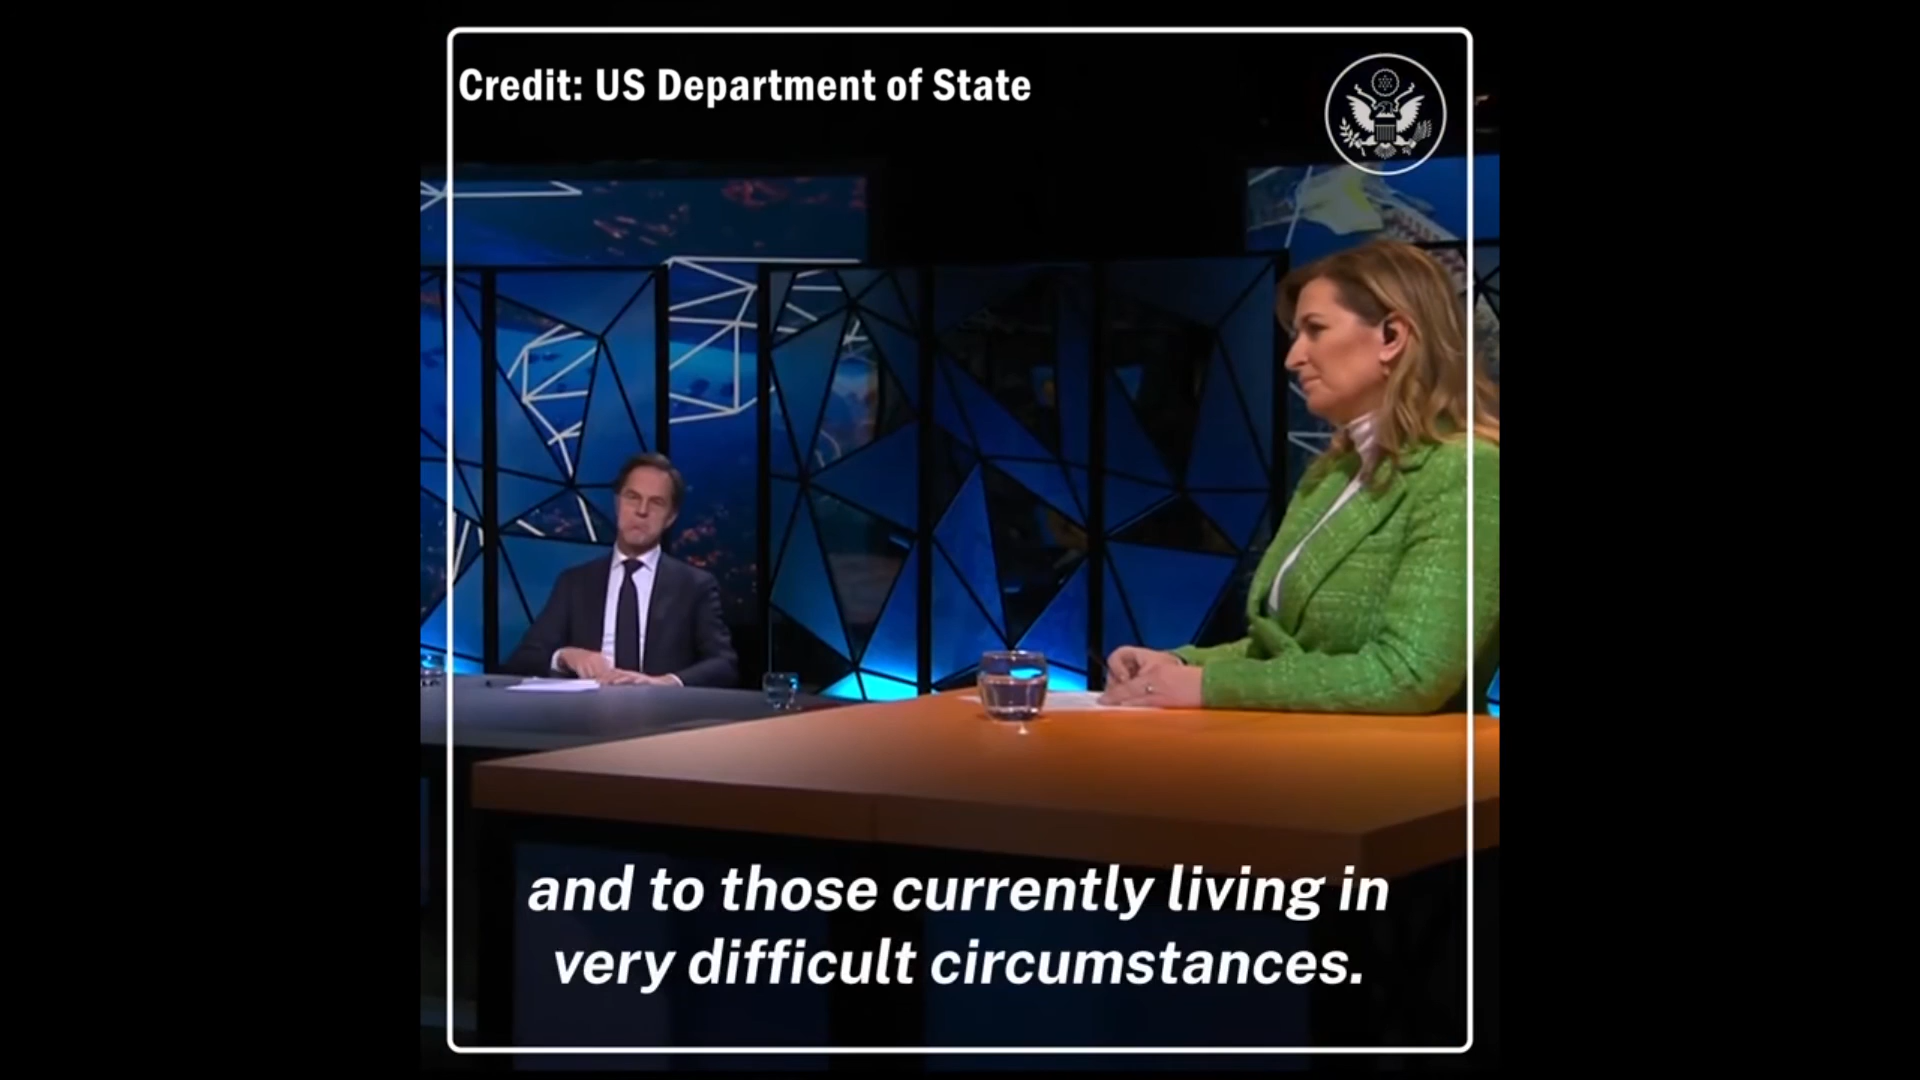 Credit: US Department of State
and to those currently living in
very difficult circumstances.